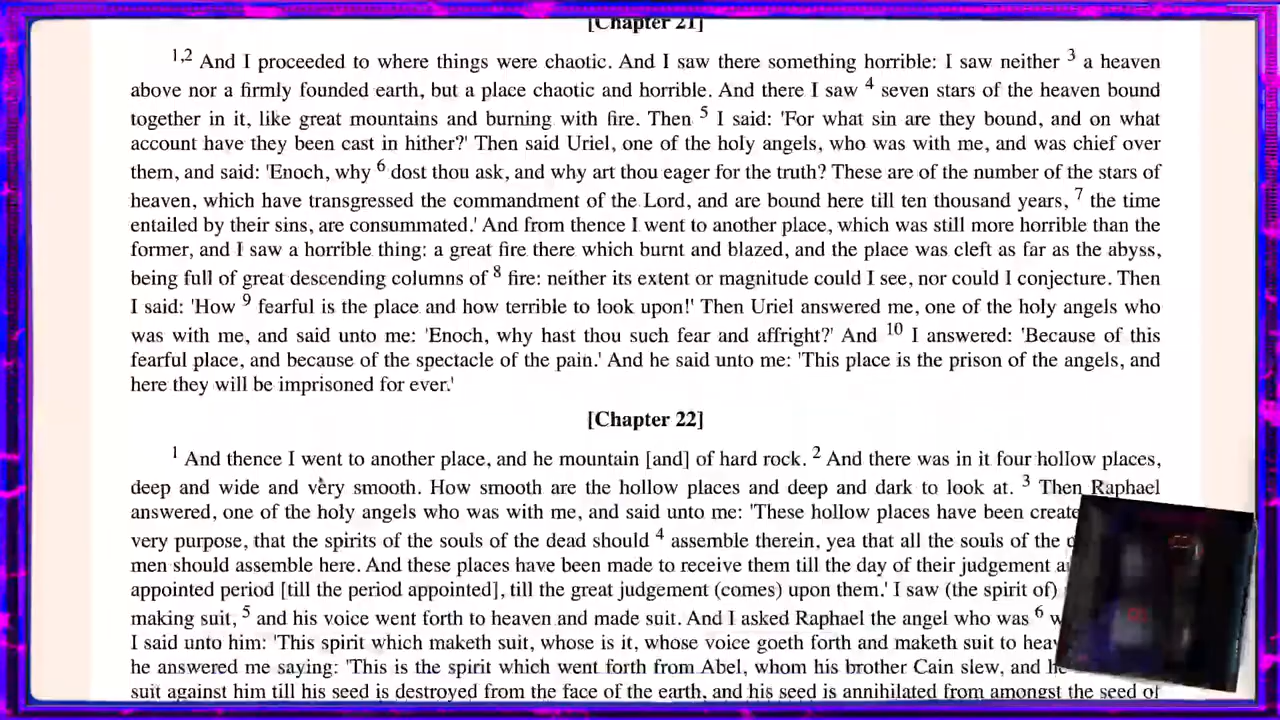 [Chapter 21]
1,2 And I proceeded to where things were chaotic. And I saw there something horrible: I saw neither 3 a heaven
above nor a firmly founded earth, but a place chaotic and horrible. And there I saw 4 seven stars of the heaven bound
together in it, like great mountains and burning with fire. Then 5 I said: 'For what sin are they bound, and on what
account have they been cast in hither?' Then said Uriel, one of the holy angels, who was with me, and was chief over
them, and said: 'Enoch, why 6 dost thou ask, and why art thou eager for the truth? These are of the number of the stars of
heaven, which have transgressed the commandment of the Lord, and are bound here till ten thousand years, 7 the time
entailed by their sins, are consummated.' And from thence I went to another place, which was still more horrible than the
former, and I saw a horrible thing: a great fire there which burnt and blazed, and the place was cleft as far as the abyss,
being full of great descending columns of 8 fire: neither its extent or magnitude could I see, nor could I conjecture. Then
I said: 'How 9 fearful is the place and how terrible to look upon!' Then Uriel answered me, one of the holy angels who
was with me, and said unto me: 'Enoch, why hast thou such fear and affright?' And 10 I answered: 'Because of this
fearful place, and because of the spectacle of the pain.' And he said unto me: 'This place is the prison of the angels, and
here they will be imprisoned for ever.'
[Chapter 22]
1 And thence I went to another place, and he mountain [and] of hard rock. 2 And there was in it four hollow places,
deep and wide and very smooth. How smooth are the hollow places and deep and dark to look at. 3 Then Raphael
answered, one of the holy angels who was with me, and said unto me: 'These hollow places have been
very purpose, that the spirits of the souls of the dead should 4 assemble therein, yea that all the souls of the
men should assemble here. And these places have been made to receive them till the day of their judgement
appointed period [till the period appointed], till the great judgement (comes) upon them.' I saw (the spirit of)
making suit, 5 and his voice went forth to heaven and made suit. And I asked Raphael the angel who was 6
I said unto him: 'This spirit which maketh suit, whose is it, whose voice goeth forth and maketh suit to
he answered me saying: 'This is the spirit which went forth from Abel, whom his brother Cain slew, and
suit against him till his seed is destroyed from the face of the earth, and his seed is annihilated from amongst the seed of